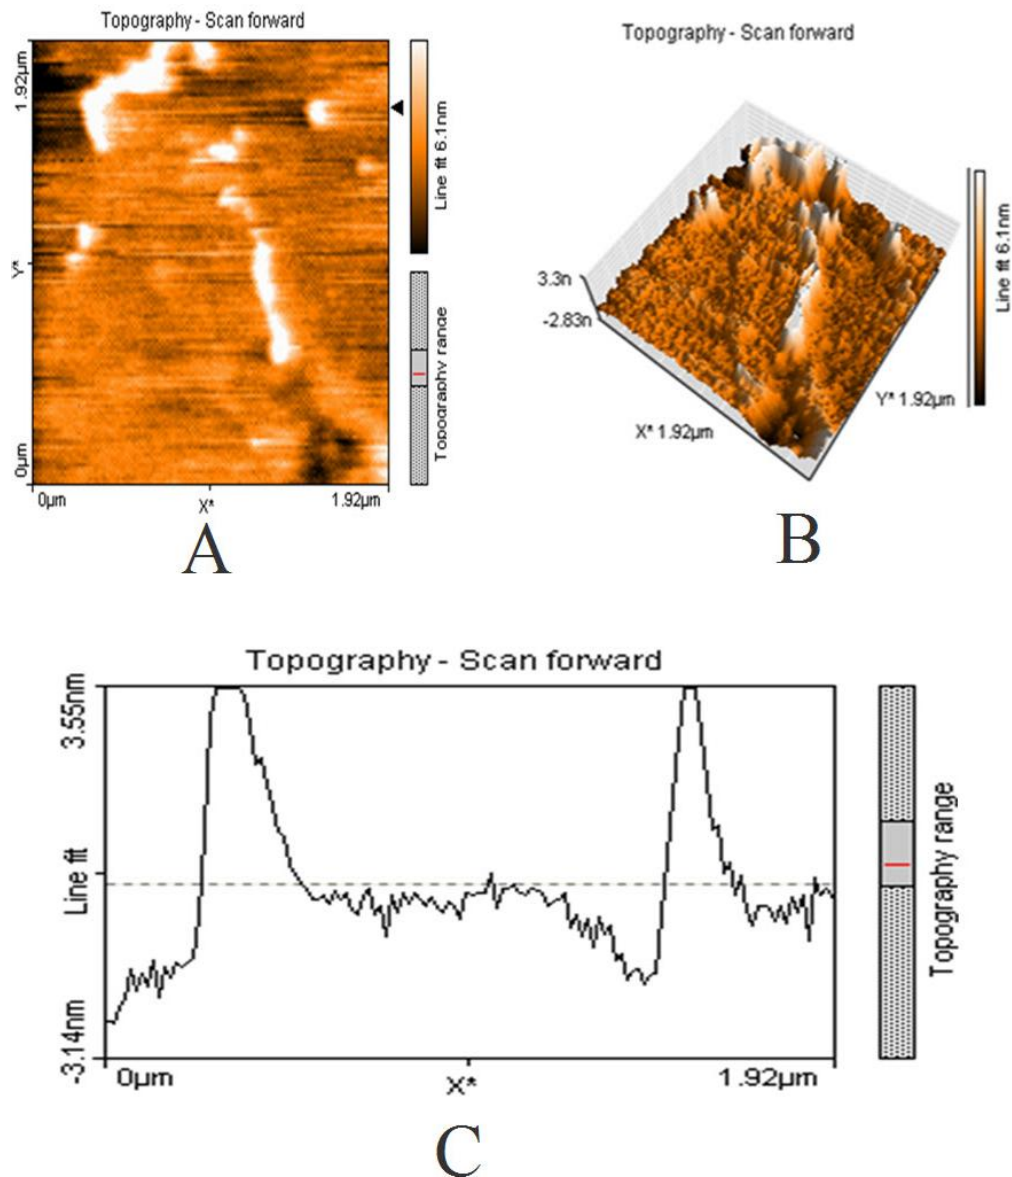 Topography - Scan forward
1.92µm
Y*
0µm
0µm
X*
1.92µm
Line fit 6.1nm
Topography range
A
Topography - Scan forward
3.3n
-2.83n
X* 1.92µm
Y* 1.92µm
Line fit 6.1nm
B
Topography - Scan forward
3.55nm
Line fit
-3.14nm
0µm
X*
1.92µm
Topography range
C